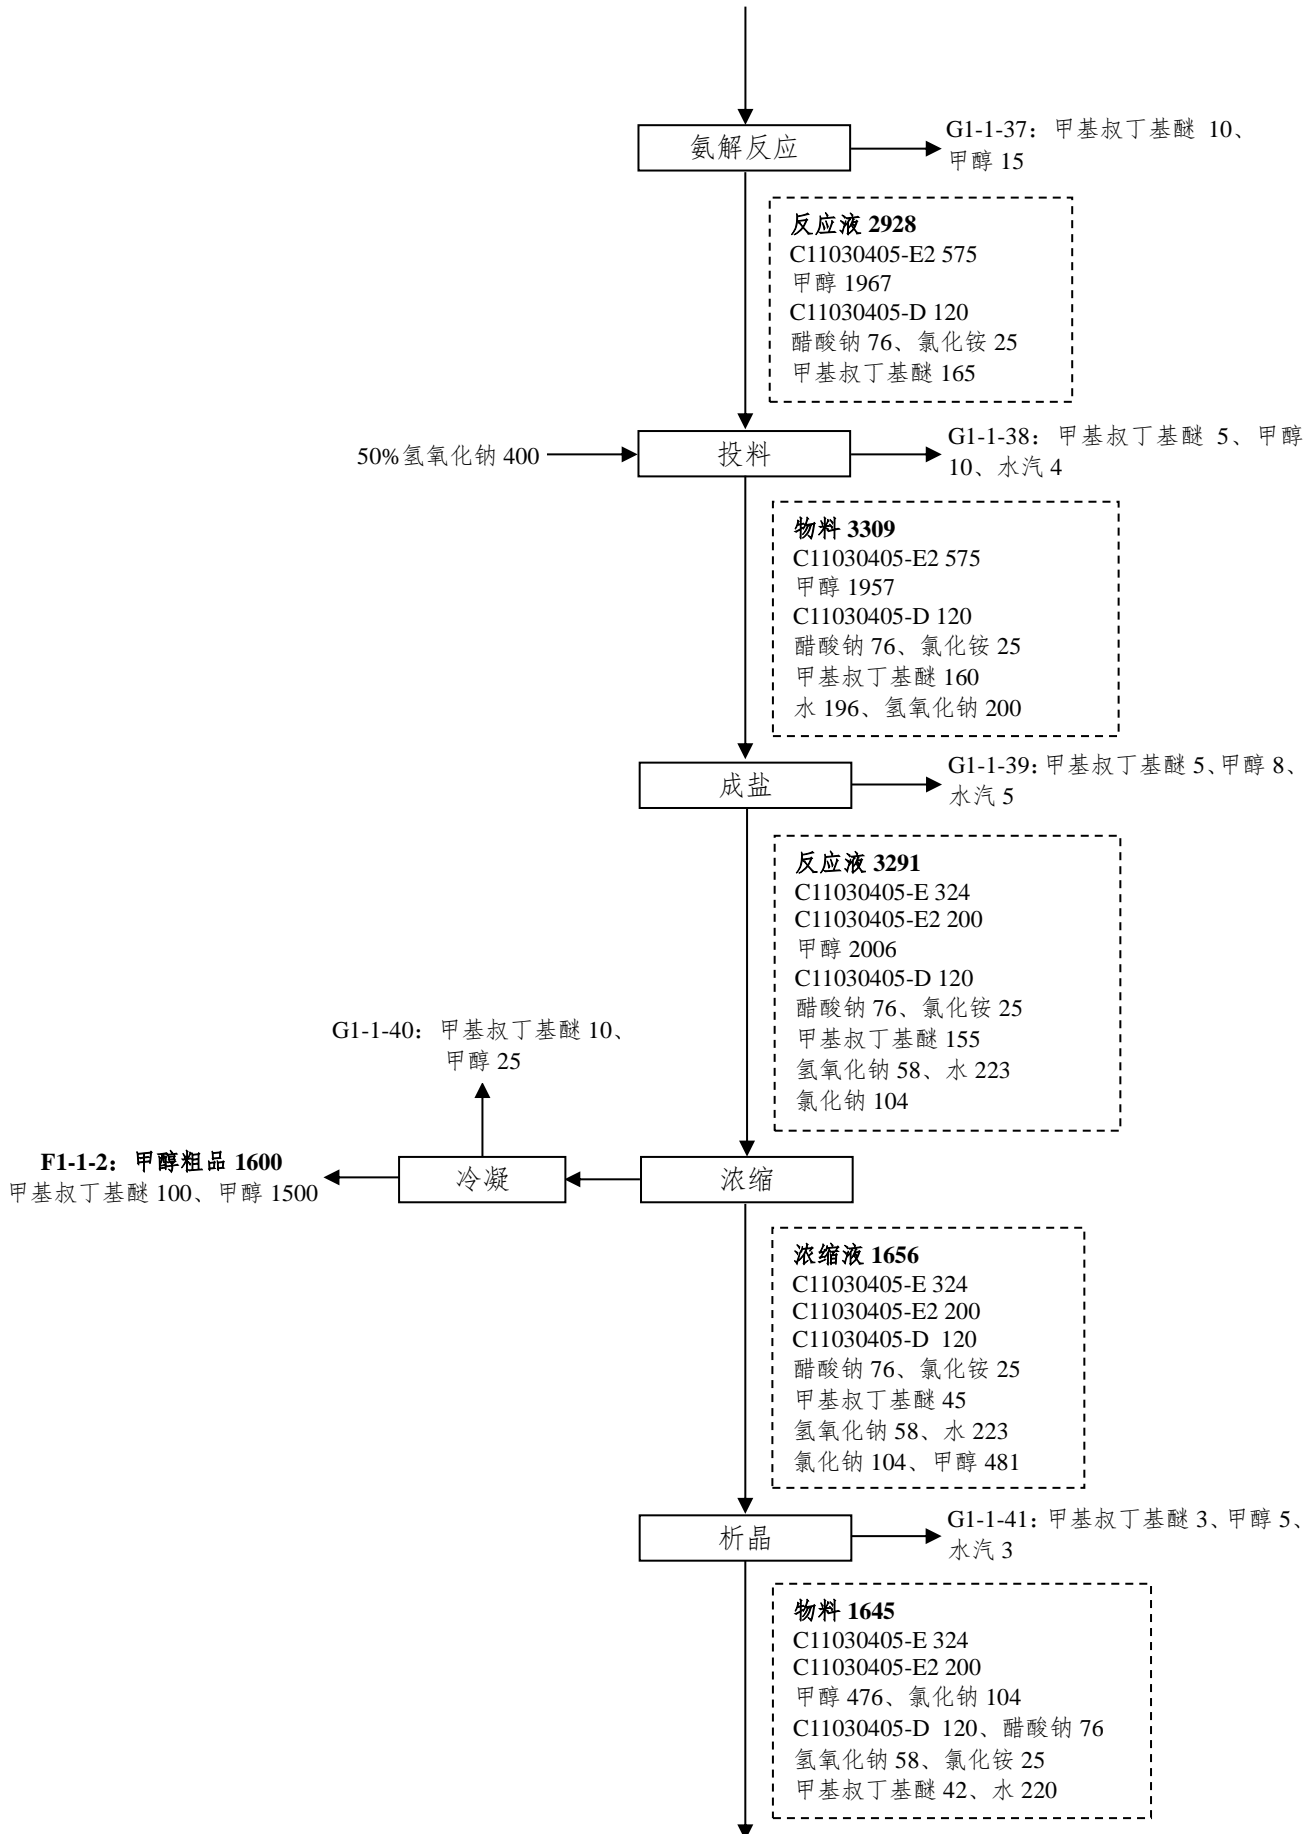 氨解反应
G1-1-37：甲基叔丁基醚 10、
甲醇 15
反应液 2928
C11030405-E2 575
甲醇 1967
C11030405-D 120
醋酸钠 76、氯化铵 25
甲基叔丁基醚 165
50%氢氧化钠 400
投料
G1-1-38：甲基叔丁基醚 5、甲醇
10、水汽 4
物料 3309
C11030405-E2 575
甲醇 1957
C11030405-D 120
醋酸钠 76、氯化铵 25
甲基叔丁基醚 160
水 196、氢氧化钠 200
成盐
G1-1-39：甲基叔丁基醚 5、甲醇 8、
水汽 5
反应液 3291
C11030405-E 324
C11030405-E2 200
甲醇 2006
C11030405-D 120
醋酸钠 76、氯化铵 25
甲基叔丁基醚 155
氢氧化钠 58、水 223
氯化钠 104
G1-1-40：甲基叔丁基醚 10、
甲醇 25
F1-1-2：甲醇粗品 1600
甲基叔丁基醚 100、甲醇 1500
冷凝
浓缩
浓缩液 1656
C11030405-E 324
C11030405-E2 200
C11030405-D 120
醋酸钠 76、氯化铵 25
甲基叔丁基醚 45
氢氧化钠 58、水 223
氯化钠 104、甲醇 481
析晶
G1-1-41：甲基叔丁基醚 3、甲醇 5、
水汽 3
物料 1645
C11030405-E 324
C11030405-E2 200
甲醇 476、氯化钠 104
C11030405-D 120、醋酸钠 76
氢氧化钠 58、氯化铵 25
甲基叔丁基醚 42、水 220